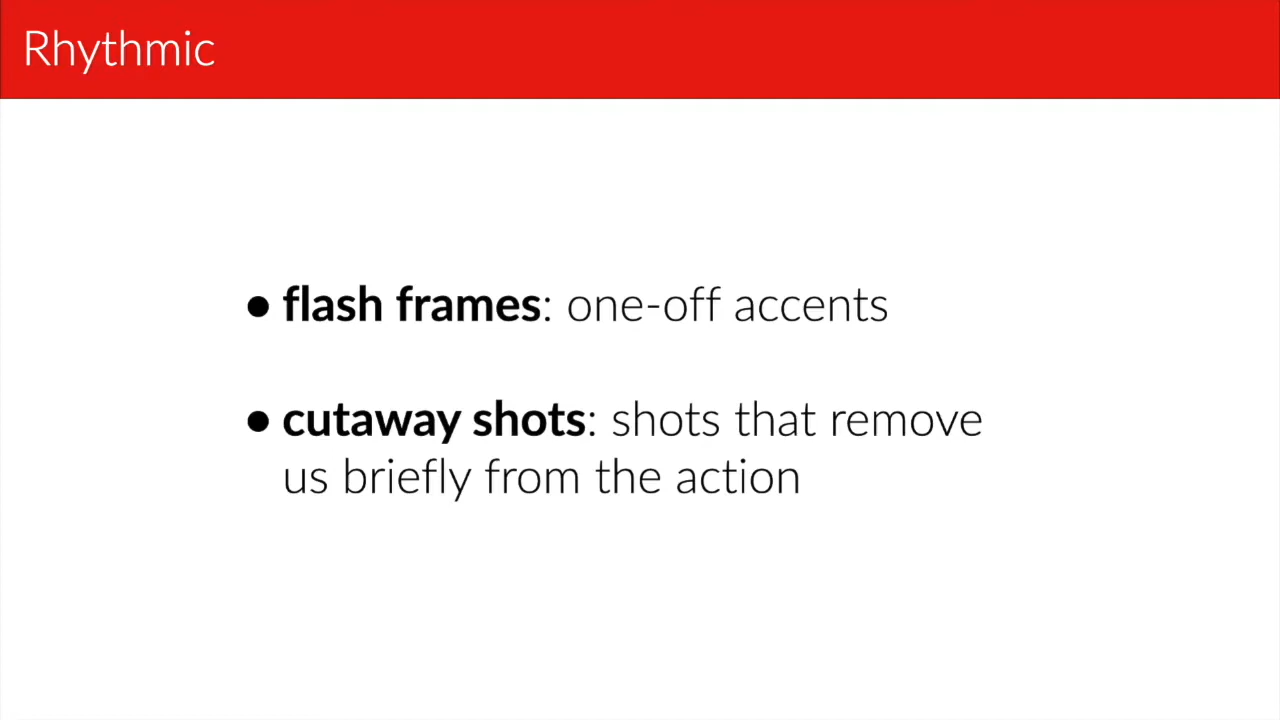 Rhythmic
● flash frames: one-off accents
● cutaway shots: shots that remove
us briefly from the action